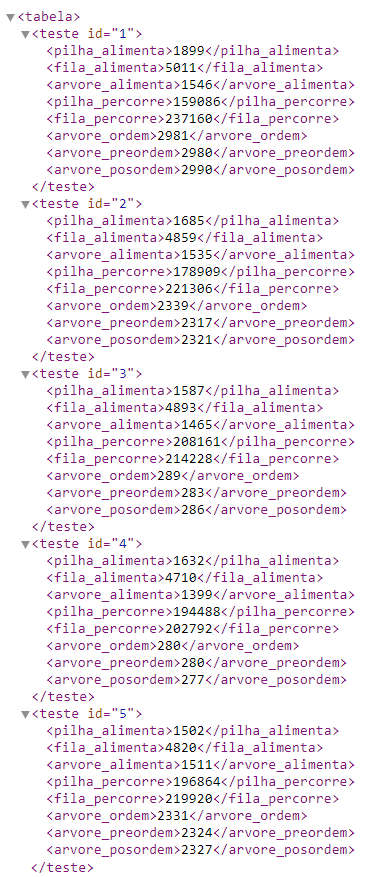 ▼<tabela>
▼<teste id="1">
<pilha_alimenta>1899</pilha_alimenta>
<fila_alimenta>5011</fila_alimenta>
<arvore_alimenta>1546</arvore_alimenta>
<pilha_percorre>159086</pilha_percorre>
<fila_percorre>237160</fila_percorre>
<arvore_ordem>2981</arvore_ordem>
<arvore_preordem>2980</arvore_preordem>
<arvore_posordem>2990</arvore_posordem>
</teste>
▼<teste id="2">
<pilha_alimenta>1685</pilha_alimenta>
<fila_alimenta>4859</fila_alimenta>
<arvore_alimenta>1535</arvore_alimenta>
<pilha_percorre>178909</pilha_percorre>
<fila_percorre>221306</fila_percorre>
<arvore_ordem>2339</arvore_ordem>
<arvore_preordem>2317</arvore_preordem>
<arvore_posordem>2321</arvore_posordem>
</teste>
▼<teste id="3">
<pilha_alimenta>1587</pilha_alimenta>
<fila_alimenta>4893</fila_alimenta>
<arvore_alimenta>1465</arvore_alimenta>
<pilha_percorre>208161</pilha_percorre>
<fila_percorre>214228</fila_percorre>
<arvore_ordem>289</arvore_ordem>
<arvore_preordem>283</arvore_preordem>
<arvore_posordem>286</arvore_posordem>
</teste>
▼<teste id="4">
<pilha_alimenta>1632</pilha_alimenta>
<fila_alimenta>4710</fila_alimenta>
<arvore_alimenta>1399</arvore_alimenta>
<pilha_percorre>194488</pilha_percorre>
<fila_percorre>202792</fila_percorre>
<arvore_ordem>280</arvore_ordem>
<arvore_preordem>280</arvore_preordem>
<arvore_posordem>277</arvore_posordem>
</teste>
▼<teste id="5">
<pilha_alimenta>1502</pilha_alimenta>
<fila_alimenta>4820</fila_alimenta>
<arvore_alimenta>1511</arvore_alimenta>
<pilha_percorre>196864</pilha_percorre>
<fila_percorre>219920</fila_percorre>
<arvore_ordem>2331</arvore_ordem>
<arvore_preordem>2324</arvore_preordem>
<arvore_posordem>2327</arvore_posordem>
</teste>